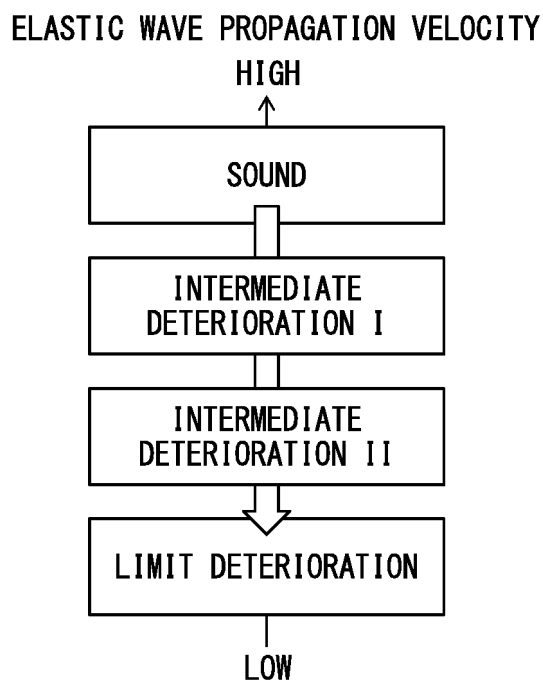 ELASTIC WAVE PROPAGATION VELOCITY
HIGH
SOUND
INTERMEDIATE
DETERIORATION I
INTERMEDIATE
DETERIORATION II
LIMIT DETERIORATION
LOW